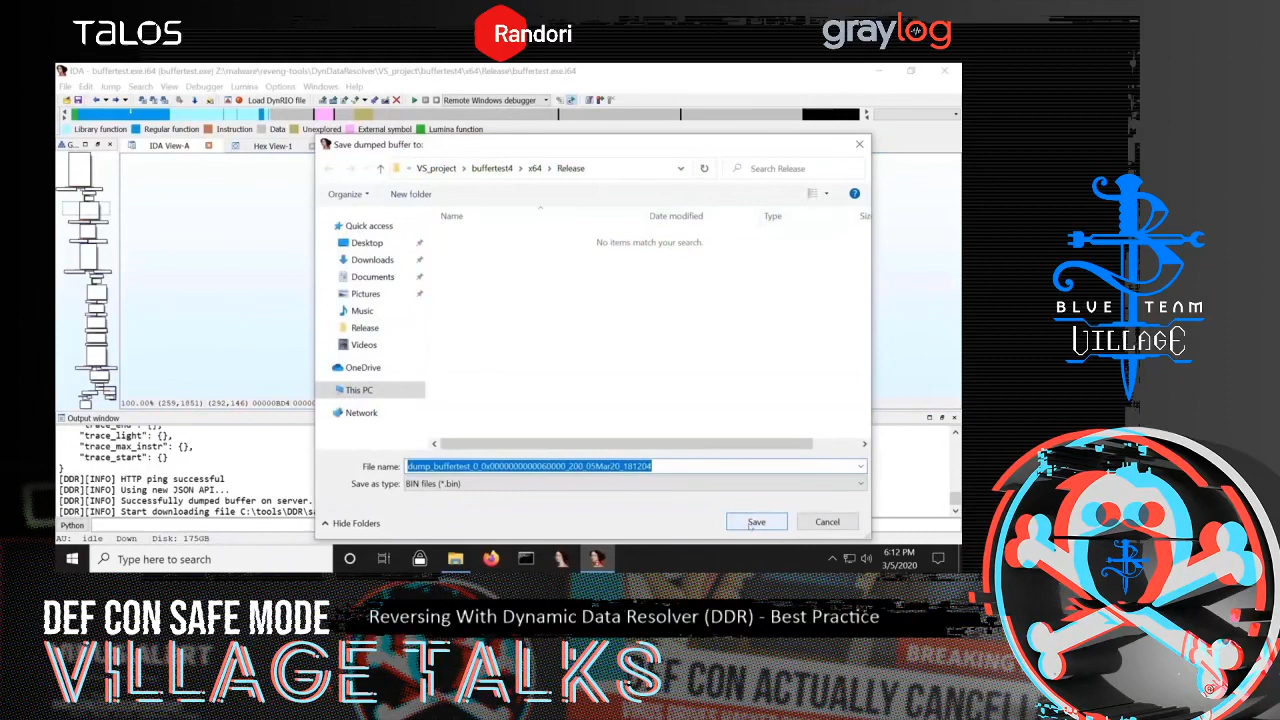 TALOS
Randori
graylog
IDA - buffertest.exe.i64 (buffertest.exe) Z:\malware\reveng-tools\DynDataResolver\VS_project\buffertest4\x64\Release\buffertest.exe.i64
File Edit Jump Search View Debugger Lumina Options Windows Help
Load DynRIO file
Remote Windows debugger
Library function Regular function Instruction Data Unexplored External symbol Lumina function
G...
IDA View-A
Hex View-1
Save dumped buffer to:
« VS_project › buffertest4 › x64 › Release
Search Release
Organize
New folder
Name Date modified Type Siz
No items match your search.
Quick access
Desktop
Downloads
Documents
Pictures
Music
Release
Videos
OneDrive
This PC
Network
100.00% (259,1851) (292,146) 00000BD4
Output window
"trace_end": {},
"trace_light": {},
"trace_max_instr": {},
"trace_start": {}
}
[DDR][INFO] HTTP ping successful
[DDR][INFO] Using new JSON API...
[DDR][INFO] Successfully dumped buffer on server.
[DDR][INFO] Start downloading file C:\tools\DDR\sa
File name: dump_buffertest_0_0x0000000000060000_200_05Mar20_181204
Save as type: BIN files (*.bin)
Hide Folders
Save
Cancel
Python
AU: idle Down Disk: 175GB
Type here to search
6:12 PM
3/5/2020
BLUE TEAM
VILLAGE
DEF CON SAFE MODE
VILLAGE TALKS
Reversing With Dynamic Data Resolver (DDR) - Best Practice
BREAKING
DEF CON ACTUALLY CANCEL